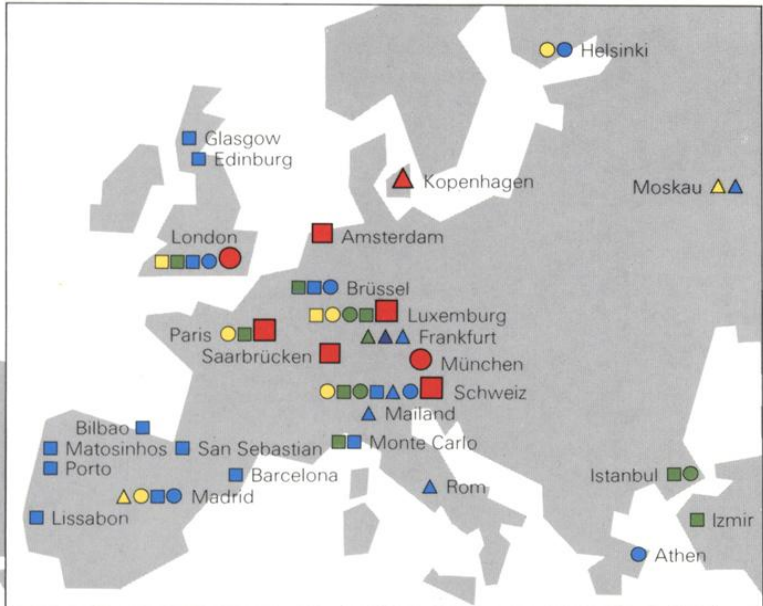 Helsinki
Glasgow
Edinburg
Kopenhagen
Moskau
London
Amsterdam
Brüssel
Luxemburg
Paris
Frankfurt
Saarbrücken
München
Schweiz
Mailand
Bilbao
Matosinhos
San Sebastian
Monte Carlo
Porto
Barcelona
Istanbul
Madrid
Rom
Lissabon
Izmir
Athen